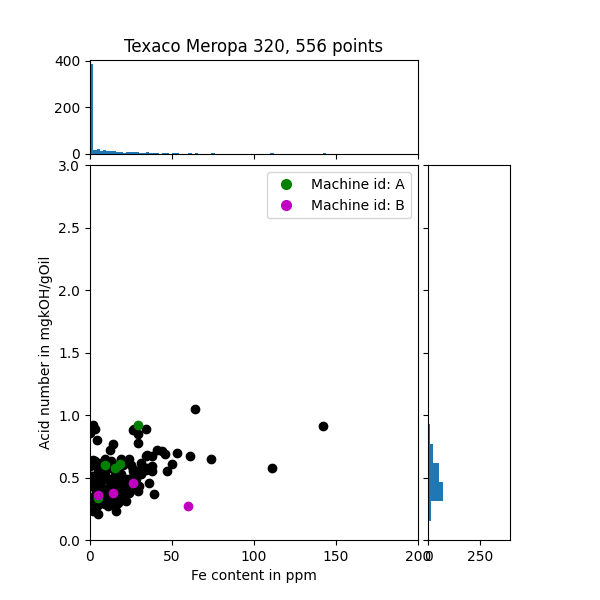 Texaco Meropa 320, 556 points
400
200
0
3.0
2.5
2.0
1.5
1.0
0.5
0.0
Acid number in mgkOH/gOil
Machine id: A
Machine id: B
0 50 100 150 200
0 250
Fe content in ppm